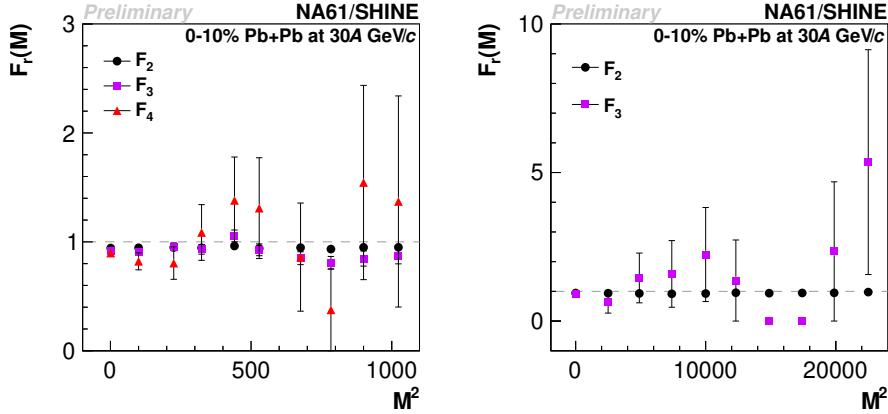 Preliminary NA61/SHINE
0-10% Pb+Pb at 30A GeV/c
F₂
F₃
F₄
Fᵣ(M)
3
2
1
0
0 500 1000
M²
Preliminary NA61/SHINE
0-10% Pb+Pb at 30A GeV/c
F₂
F₃
Fᵣ(M)
10
5
0
0 10000 20000
M²